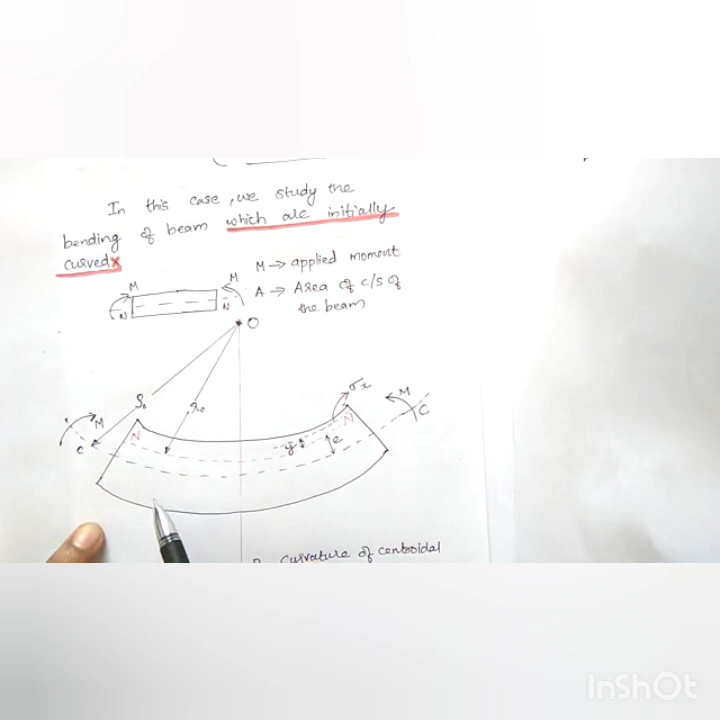 In this case, we study the
bending of beam which are initially
curved
M → applied moment
A → Area of c/s of
the beam
M
M
N
N
O
ρ₀
r₀
σx
M
C
M
C
N
N
y
e
curvature of centroidal
InShOt